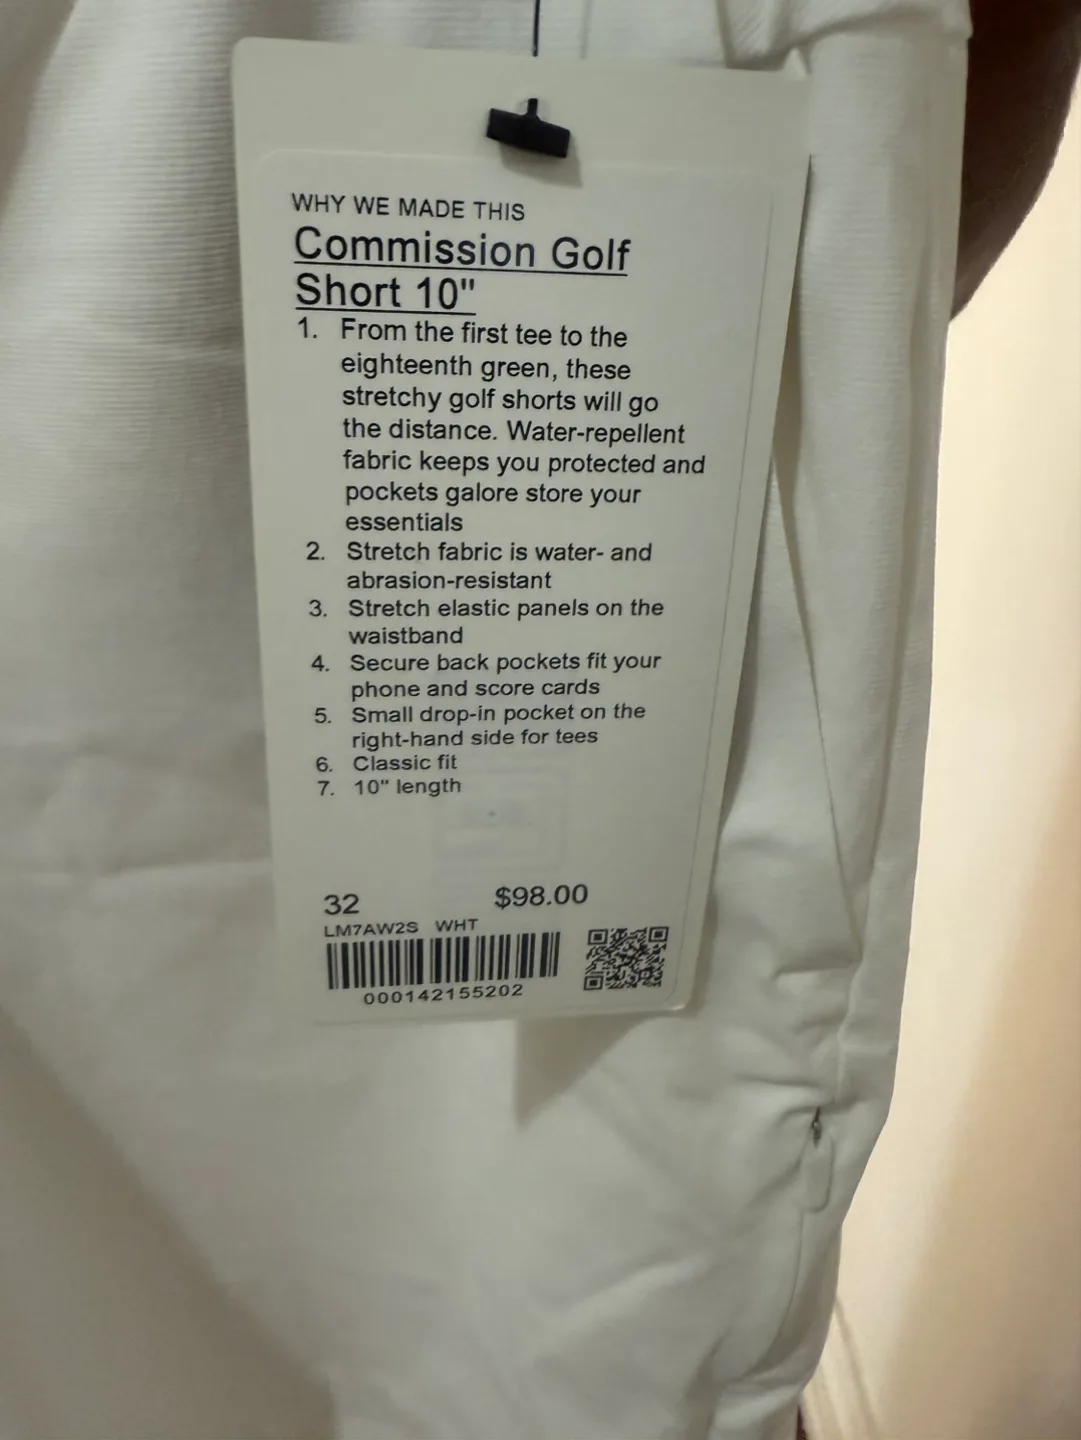 WHY WE MADE THIS
Commission Golf
Short 10"
1. From the first tee to the
eighteenth green, these
stretchy golf shorts will go
the distance. Water-repellent
fabric keeps you protected and
pockets galore store your
essentials
2. Stretch fabric is water- and
abrasion-resistant
3. Stretch elastic panels on the
waistband
4. Secure back pockets fit your
phone and score cards
5. Small drop-in pocket on the
right-hand side for tees
6. Classic fit
7. 10" length
32 $98.00
LM7AW2S WHT
000142155202